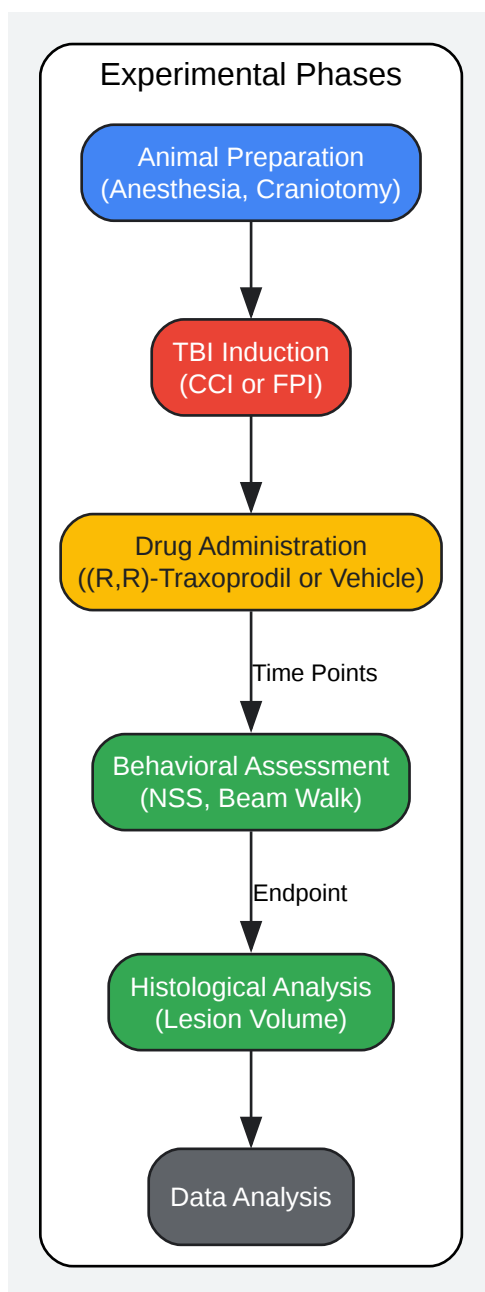 Experimental Phases
Animal Preparation
(Anesthesia, Craniotomy)
TBI Induction
(CCI or FPI)
Drug Administration
((R,R)-Traxoprodil or Vehicle)
Time Points
Behavioral Assessment
(NSS, Beam Walk)
Endpoint
Histological Analysis
(Lesion Volume)
Data Analysis